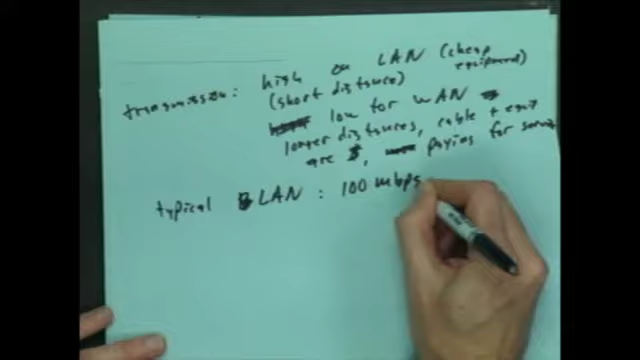 transmission: high on LAN (cheap equipment)
(short distance)
low for WAN
longer distances, cable + equip
are $, paying for service
typical LAN: 100 mbps